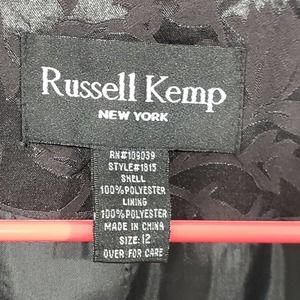 Russell Kemp
NEW YORK
RN#109039
STYLE#1815
SHELL
100%POLYESTER
LINING
100%POLYESTER
MADE IN CHINA
SIZE: 12
OVER FOR CARE